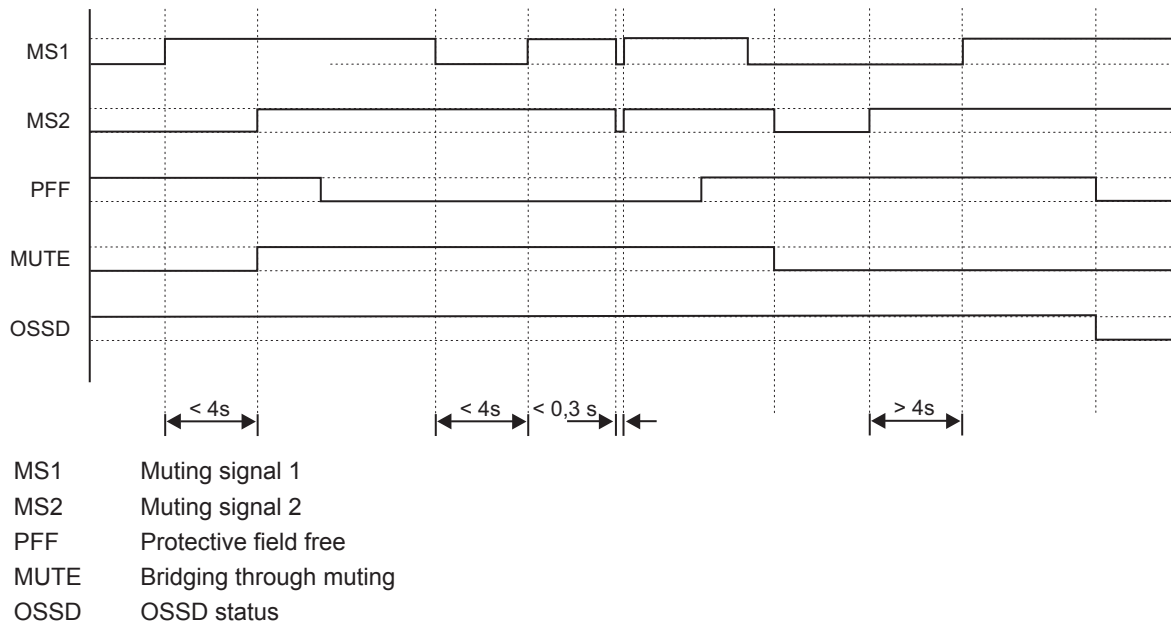 MS1
MS2
PFF
MUTE
OSSD
< 4s
< 4s
< 0,3 s
> 4s
MS1 Muting signal 1
MS2 Muting signal 2
PFF Protective field free
MUTE Bridging through muting
OSSD OSSD status